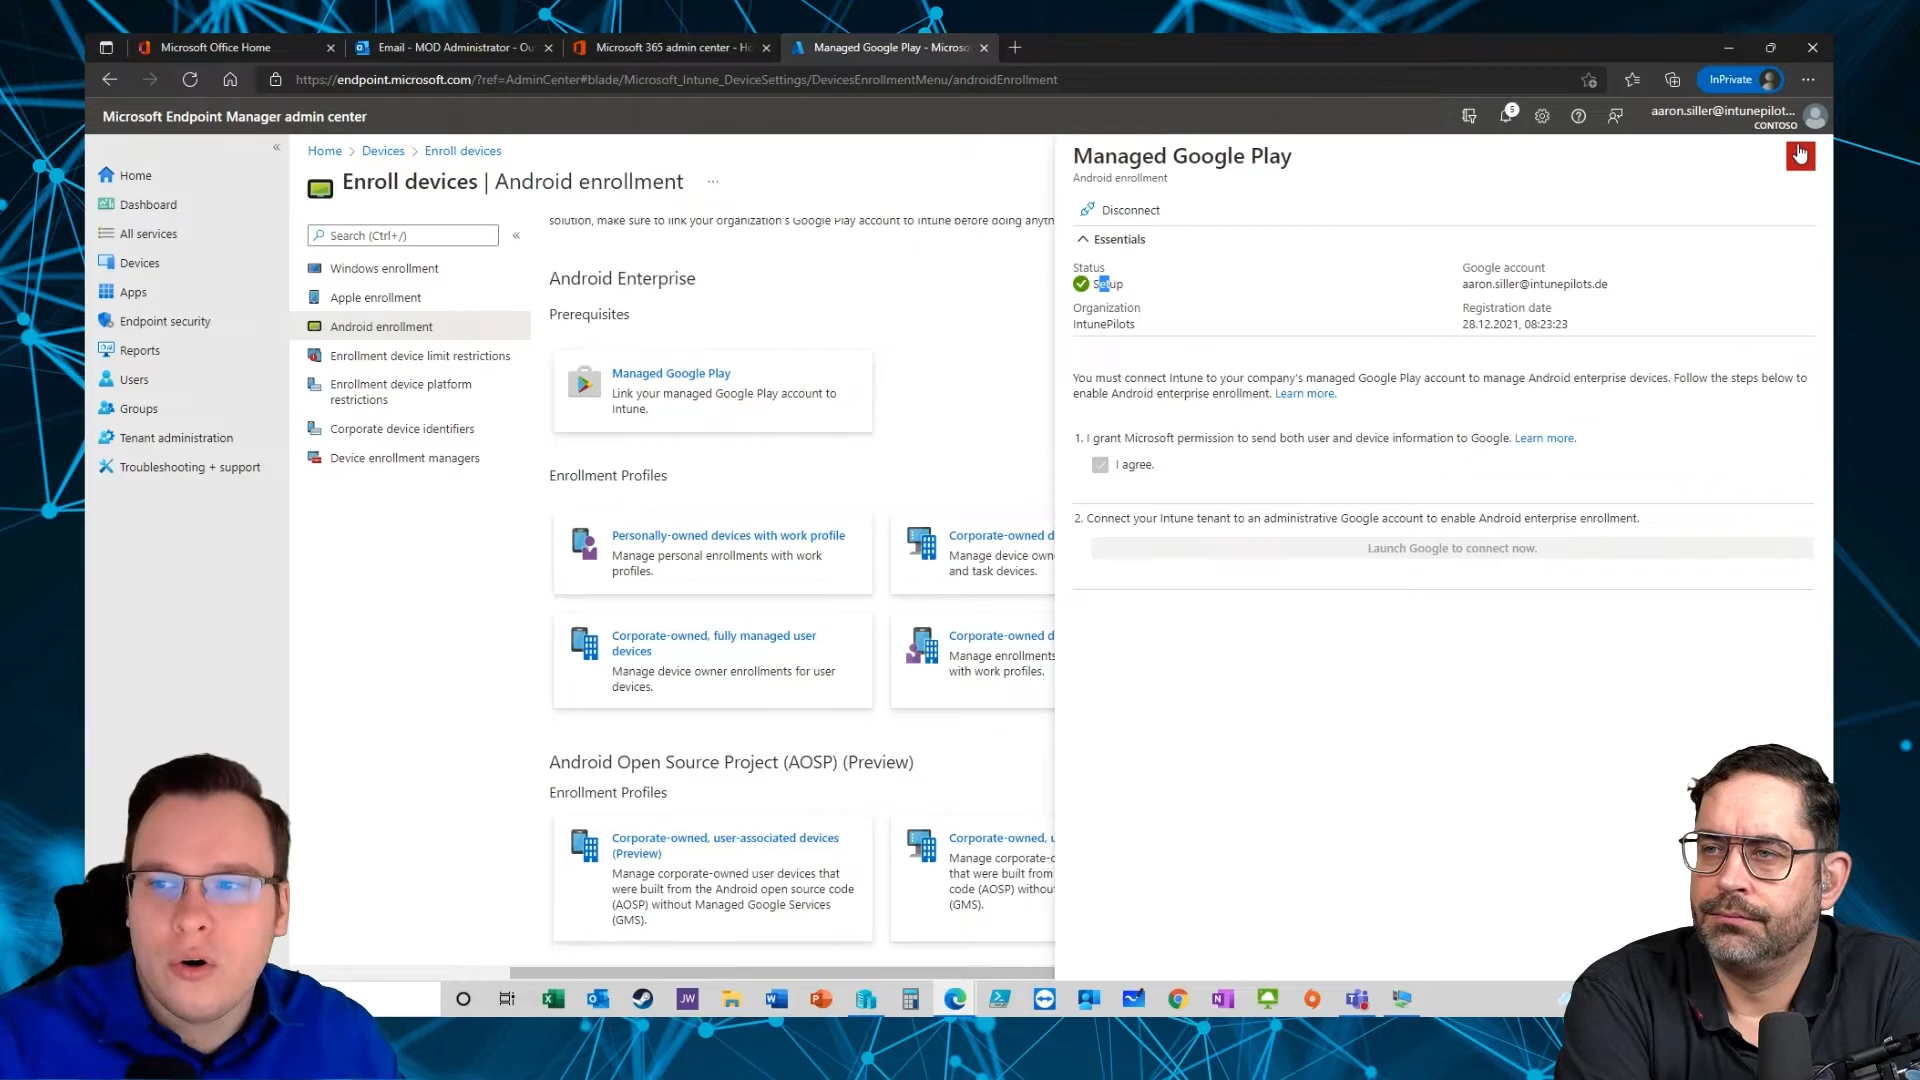 Microsoft Office Home
Email - MOD Administrator - Ou
Microsoft 365 admin center - Ho
Managed Google Play - Microso
https://endpoint.microsoft.com/?ref=AdminCenter#blade/Microsoft_Intune_DeviceSettings/DevicesEnrollmentMenu/androidEnrollment
InPrivate
Microsoft Endpoint Manager admin center
5
aaron.siller@intunepilot...
CONTOSO
Home
Dashboard
All services
Devices
Apps
Endpoint security
Reports
Users
Groups
Tenant administration
Troubleshooting + support
Home > Devices > Enroll devices
Enroll devices | Android enrollment ...
Search (Ctrl+/)
Windows enrollment
Apple enrollment
Android enrollment
Enrollment device limit restrictions
Enrollment device platform
restrictions
Corporate device identifiers
Device enrollment managers
solution, make sure to link your organization's Google Play account to Intune before doing anyth
Android Enterprise
Prerequisites
Managed Google Play
Link your managed Google Play account to
Intune.
Enrollment Profiles
Personally-owned devices with work profile
Manage personal enrollments with work
profiles.
Corporate-owned d
Manage device own
and task devices.
Corporate-owned, fully managed user
devices
Manage device owner enrollments for user
devices.
Corporate-owned d
Manage enrollments
with work profiles.
Android Open Source Project (AOSP) (Preview)
Enrollment Profiles
Corporate-owned, user-associated devices
(Preview)
Manage corporate-owned user devices that
were built from the Android open source code
(AOSP) without Managed Google Services
(GMS).
Corporate-owned, u
Manage corporate-o
that were built from
code (AOSP) withou
(GMS).
Managed Google Play
Android enrollment
Disconnect
Essentials
Status
Setup
Google account
aaron.siller@intunepilots.de
Organization
IntunePilots
Registration date
28.12.2021, 08:23:23
You must connect Intune to your company's managed Google Play account to manage Android enterprise devices. Follow the steps below to
enable Android enterprise enrollment. Learn more.
1. I grant Microsoft permission to send both user and device information to Google. Learn more.
I agree.
2. Connect your Intune tenant to an administrative Google account to enable Android enterprise enrollment.
Launch Google to connect now.
JW